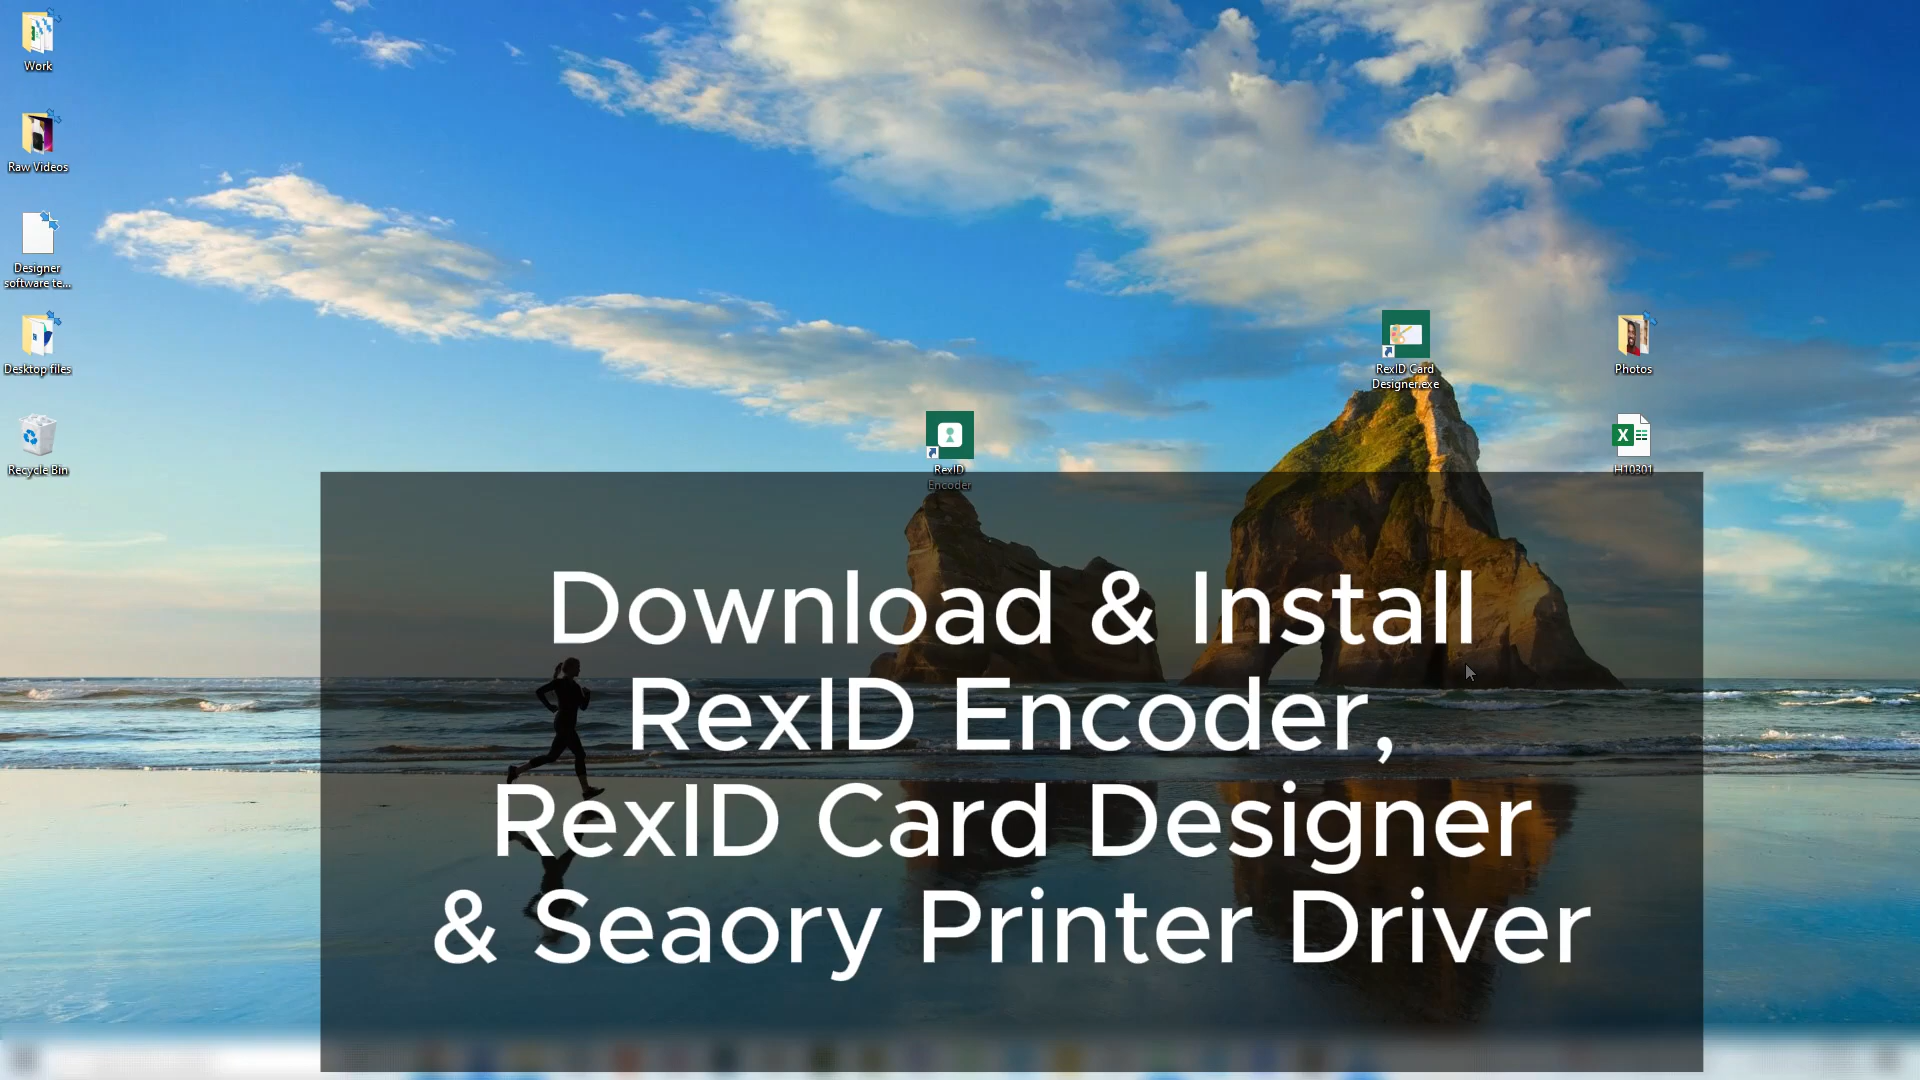 Work
Raw Videos
Designer
software te...
Desktop files
Recycle Bin
RexID
Encoder
RexID Card
Designer.exe
Photos
H10301
Download & Install
RexID Encoder,
RexID Card Designer
& Seaory Printer Driver